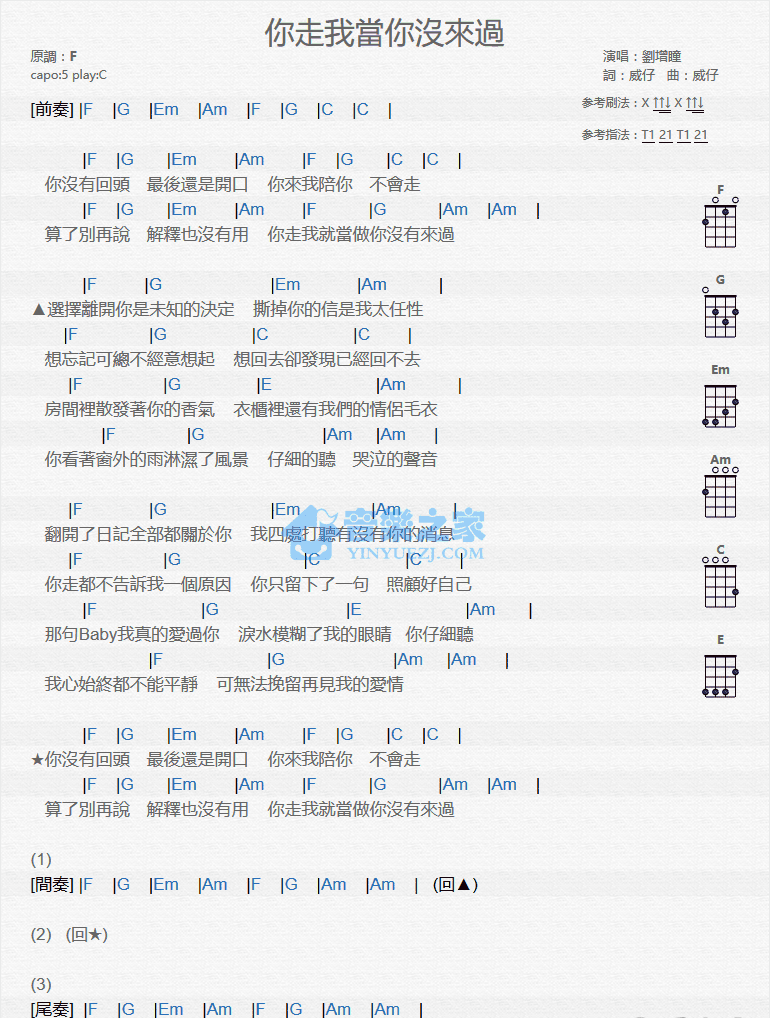 你走我當你沒來過
原調：F
capo:5 play:C
演唱：劉增瞳
詞：威仔 曲：威仔
参考刷法：X ↑↑↓ X ↑↑↓
参考指法：T1 21 T1 21
[前奏] |F |G |Em |Am |F |G |C |C |
|F |G |Em |Am |F |G |C |C |
你沒有回頭 最後還是開口 你來我陪你 不會走
|F |G |Em |Am |F |G |Am |Am |
算了別再說 解釋也沒有用 你走我就當做你沒有來過
|F |G |Em |Am |
▲選擇離開你是未知的決定 撕掉你的信是我太任性
|F |G |C |C |
想忘記可總不經意想起 想回去卻發現已經回不去
|F |G |E |Am |
房間裡散發著你的香氣 衣櫃裡還有我們的情侶毛衣
|F |G |Am |Am |
你看著窗外的雨淋濕了風景 仔細的聽 哭泣的聲音
|F |G |Em |Am |
翻開了日記全部都關於你 我四處打聽有沒有你的消息
|F |G |C |C |
你走都不告訴我一個原因 你只留下了一句 照顧好自己
|F |G |E |Am |
那句Baby我真的愛過你 淚水模糊了我的眼睛 你仔細聽
|F |G |Am |Am |
我心始終都不能平靜 可無法挽留再見我的愛情
|F |G |Em |Am |F |G |C |C |
★你沒有回頭 最後還是開口 你來我陪你 不會走
|F |G |Em |Am |F |G |Am |Am |
算了別再說 解釋也沒有用 你走我就當做你沒有來過
(1)
[間奏] |F |G |Em |Am |F |G |Am |Am | (回▲)
(2) (回★)
(3)
[尾奏] |F |G |Em |Am |F |G |Am |Am |
F
G
Em
Am
C
E
音樂之家
YINYUEZJ.COM